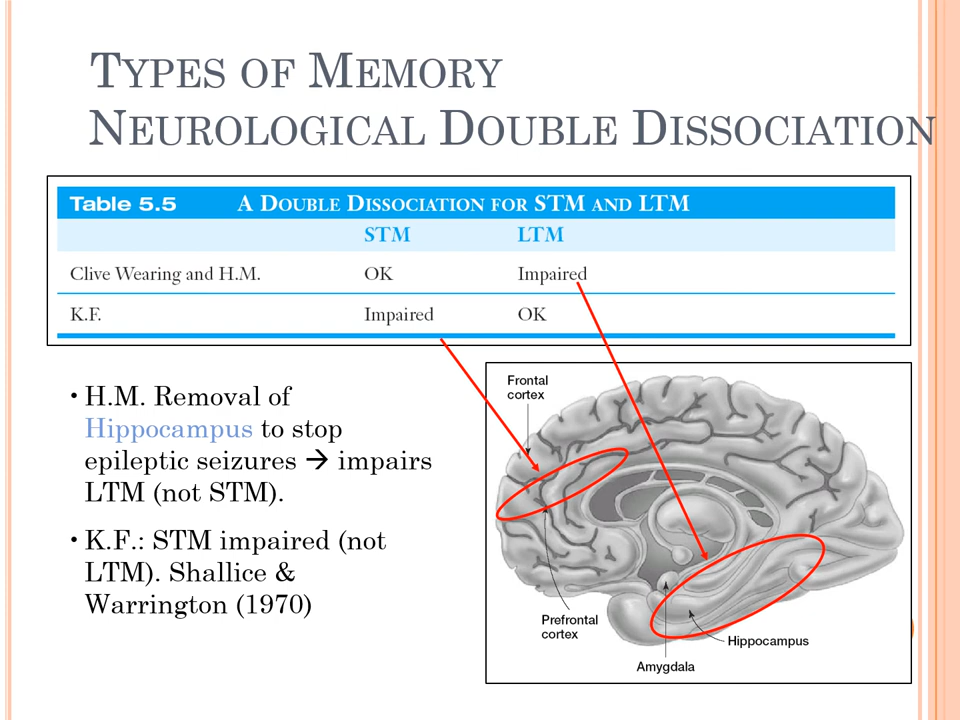 TYPES OF MEMORY
NEUROLOGICAL DOUBLE DISSOCIATION
Table 5.5 A DOUBLE DISSOCIATION FOR STM AND LTM
STM LTM
Clive Wearing and H.M. OK Impaired
K.F. Impaired OK
• H.M. Removal of
Hippocampus to stop
epileptic seizures → impairs
LTM (not STM).
• K.F.: STM impaired (not
LTM). Shallice &
Warrington (1970)
Frontal
cortex
Prefrontal
cortex
Hippocampus
Amygdala